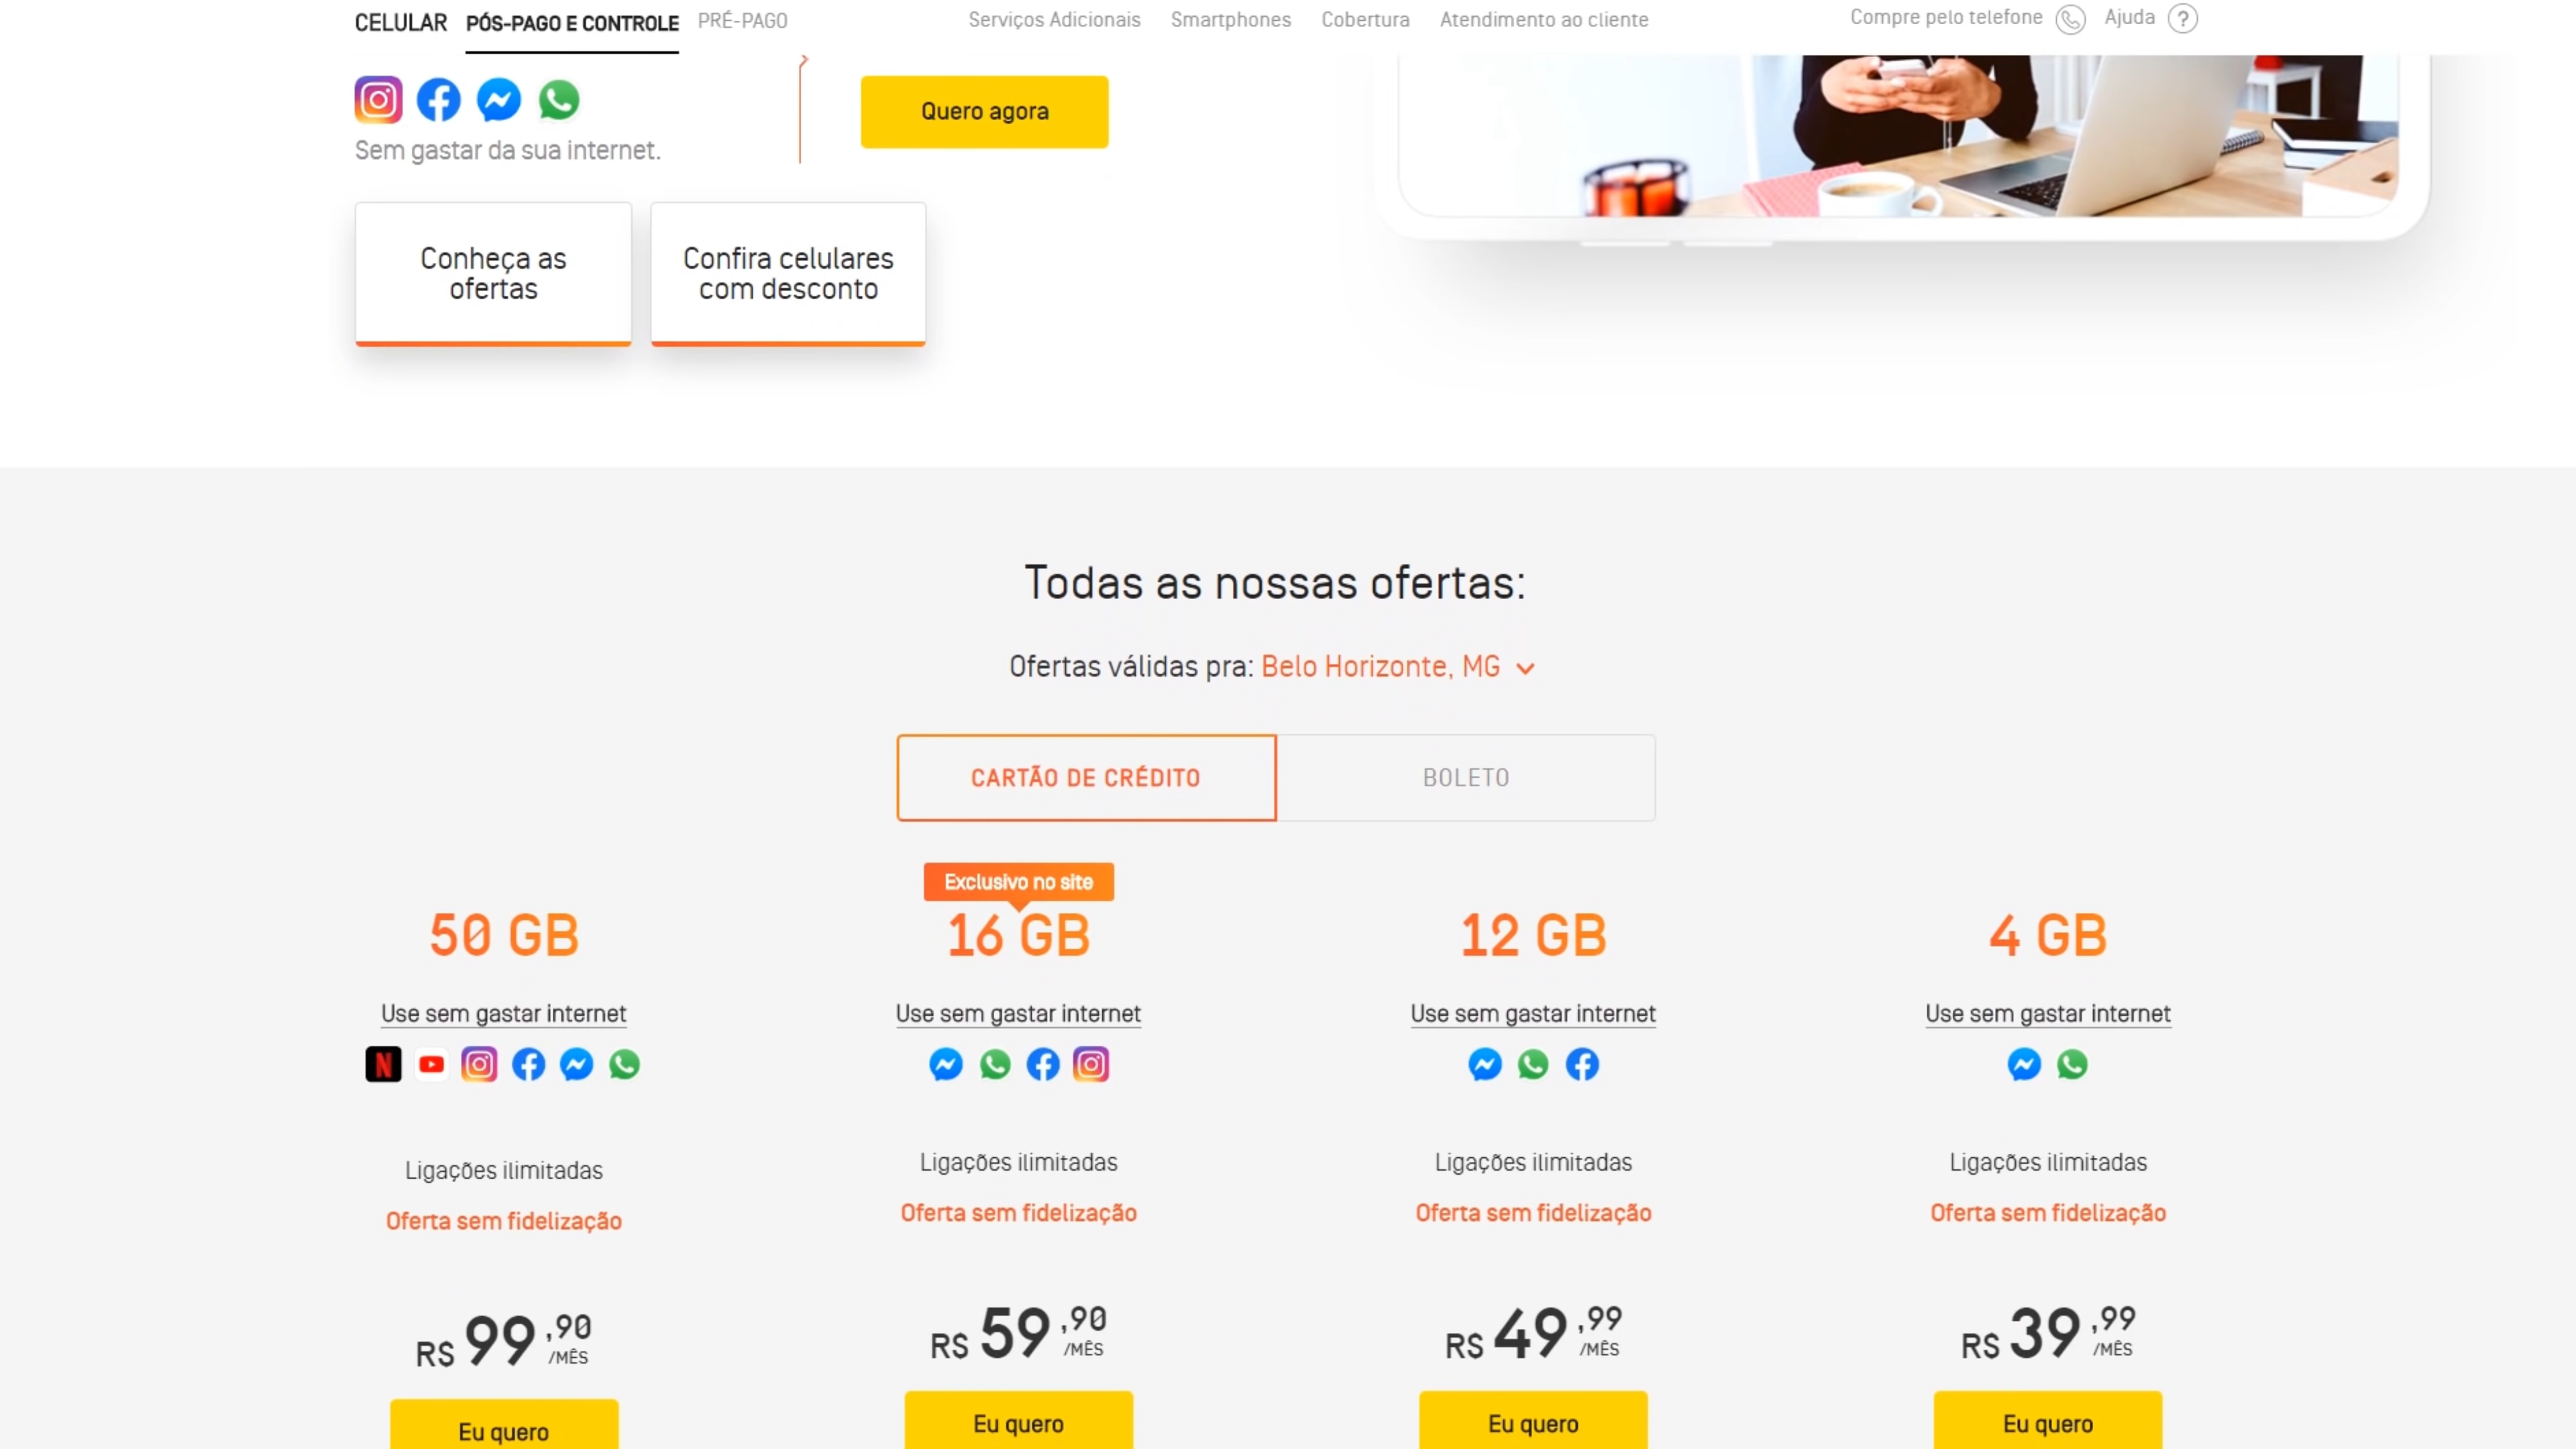 CELULAR PÓS-PAGO E CONTROLE PRÉ-PAGO Serviços Adicionais Smartphones Cobertura Atendimento ao cliente Compre pelo telefone Ajuda ?
Quero agora
Sem gastar da sua internet.
Conheça as
ofertas
Confira celulares
com desconto
Todas as nossas ofertas:
Ofertas válidas pra: Belo Horizonte, MG
CARTÃO DE CRÉDITO BOLETO
Exclusivo no site
50 GB 16 GB 12 GB 4 GB
Use sem gastar internet Use sem gastar internet Use sem gastar internet Use sem gastar internet
N
Ligações ilimitadas Ligações ilimitadas Ligações ilimitadas Ligações ilimitadas
Oferta sem fidelização Oferta sem fidelização Oferta sem fidelização Oferta sem fidelização
R$ 99,90 /MÊS R$ 59,90 /MÊS R$ 49,99 /MÊS R$ 39,99 /MÊS
Eu quero Eu quero Eu quero Eu quero